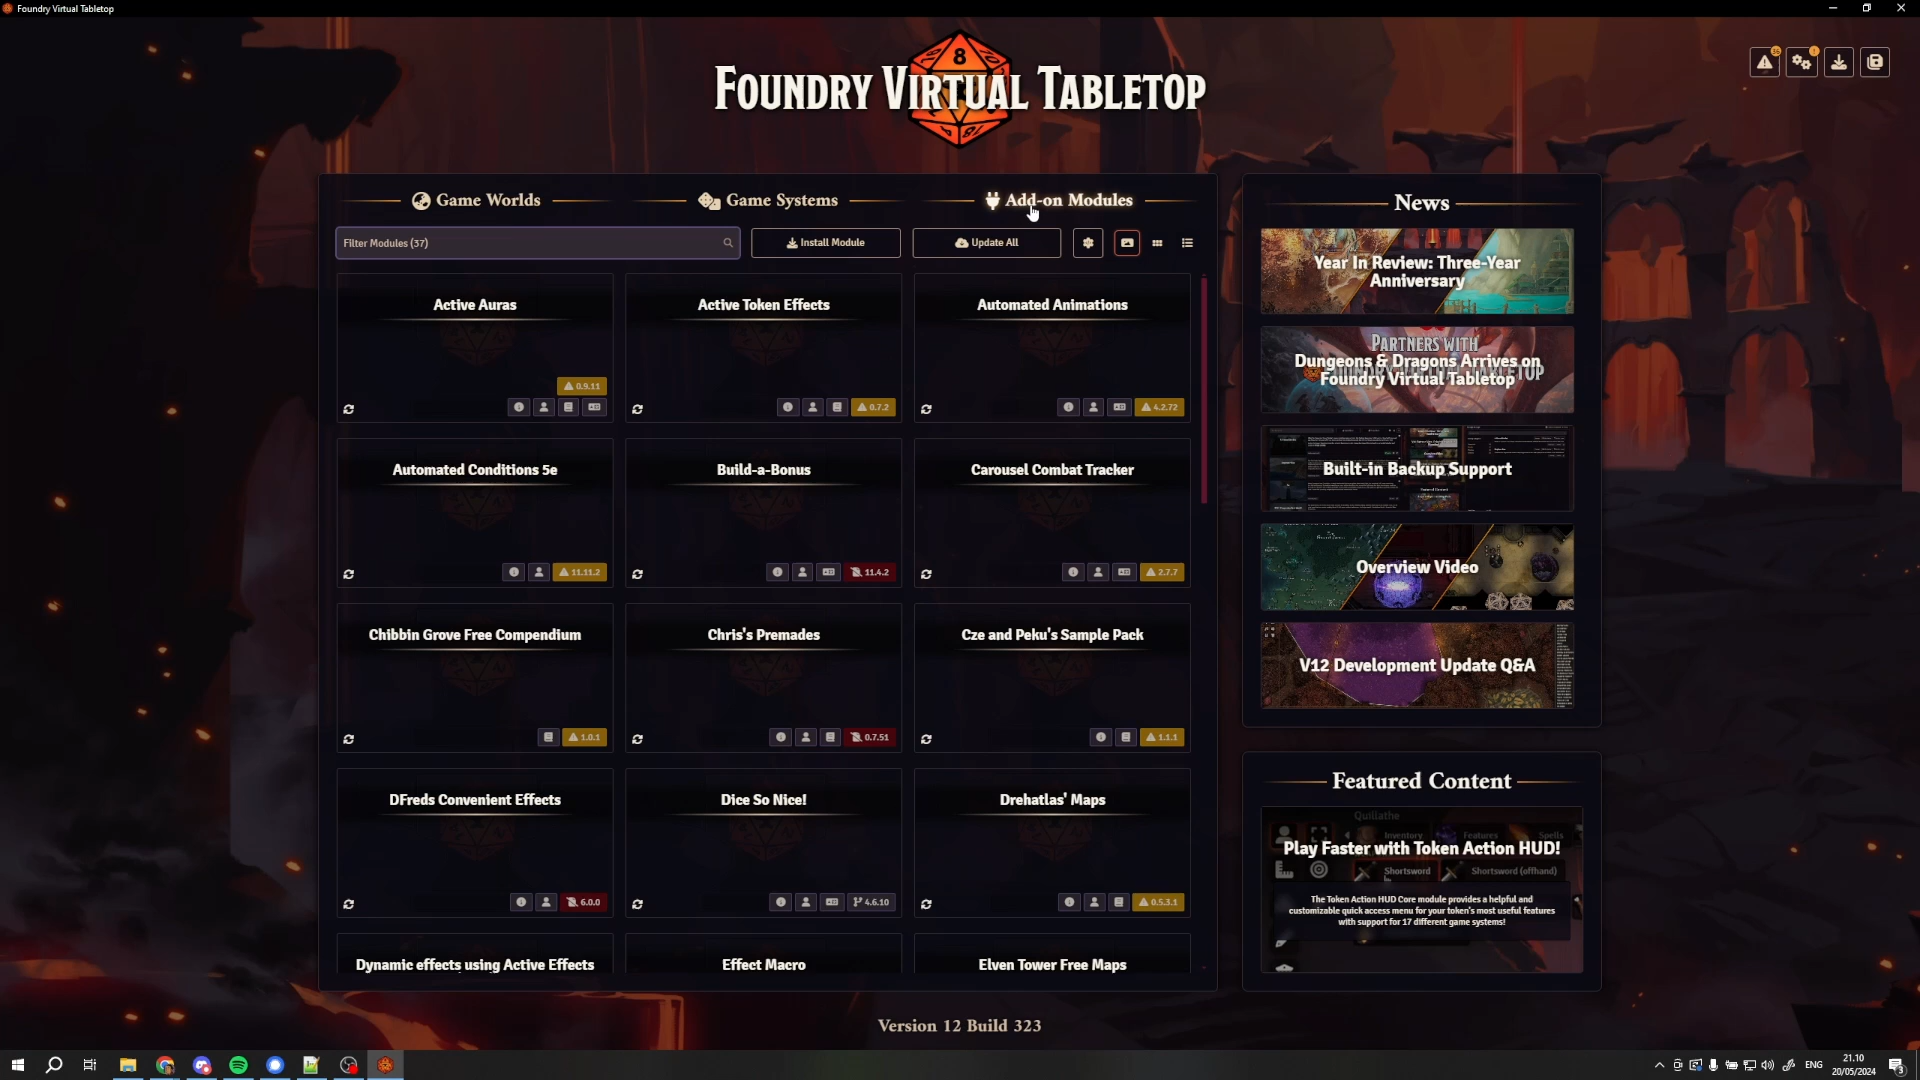 Foundry Virtual Tabletop
8
FOUNDRY VIRTUAL TABLETOP
Game Worlds
Game Systems
Add-on Modules
Filter Modules (37)
Install Module
Update All
Active Auras
0.9.11
Active Token Effects
0.7.2
Automated Animations
4.2.72
Automated Conditions 5e
11.11.2
Build-a-Bonus
11.4.2
Carousel Combat Tracker
2.7.7
Chibbin Grove Free Compendium
1.0.1
Chris's Premades
0.7.51
Cze and Peku's Sample Pack
1.1.1
DFreds Convenient Effects
6.0.0
Dice So Nice!
4.6.10
Drehatlas' Maps
0.5.3.1
Dynamic effects using Active Effects
Effect Macro
Elven Tower Free Maps
News
Year In Review: Three-Year
Anniversary
PARTNERS WITH
Dungeons & Dragons Arrives on
Foundry Virtual Tabletop
Built-in Backup Support
Overview Video
V12 Development Update Q&A
Featured Content
Quillathe
Inventory
Features
Spells
Play Faster with Token Action HUD!
Shortsword
Shortsword (offhand)
The Token Action HUD Core module provides a helpful and
customizable quick access menu for your token's most useful features
with support for 17 different game systems!
Version 12 Build 323
ENG
21.10
20/05/2024
3